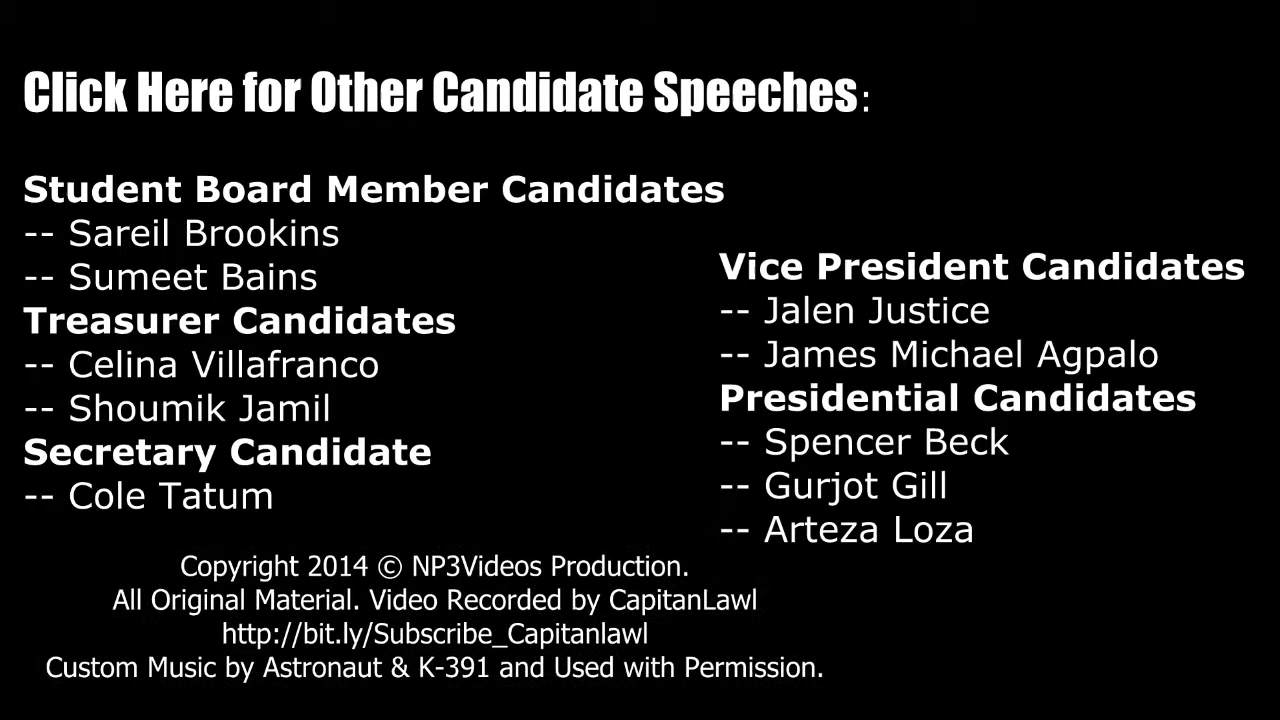 Click Here for Other Candidate Speeches:
Student Board Member Candidates
-- Sareil Brookins
-- Sumeet Bains
Treasurer Candidates
-- Celina Villafranco
-- Shoumik Jamil
Secretary Candidate
-- Cole Tatum
Vice President Candidates
-- Jalen Justice
-- James Michael Agpalo
Presidential Candidates
-- Spencer Beck
-- Gurjot Gill
-- Arteza Loza
Copyright 2014 © NP3Videos Production.
All Original Material. Video Recorded by CapitanLawl
http://bit.ly/Subscribe_Capitanlawl
Custom Music by Astronaut & K-391 and Used with Permission.